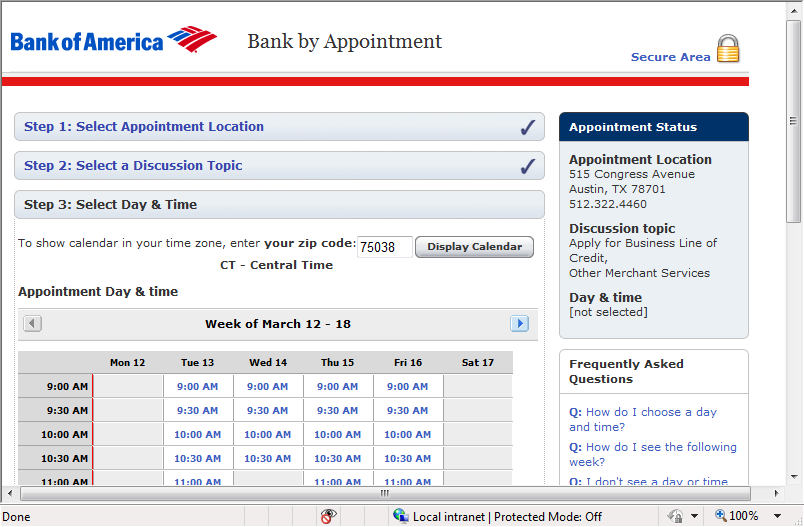 Bank of America
Bank by Appointment
Secure Area
Step 1: Select Appointment Location
Step 2: Select a Discussion Topic
Step 3: Select Day & Time
To show calendar in your time zone, enter your zip code: 75038 Display Calendar
CT - Central Time
Appointment Day & time
Week of March 12 - 18
Mon 12 Tue 13 Wed 14 Thu 15 Fri 16 Sat 17
9:00 AM 9:00 AM 9:00 AM 9:00 AM 9:00 AM
9:30 AM 9:30 AM 9:30 AM 9:30 AM 9:30 AM
10:00 AM 10:00 AM 10:00 AM 10:00 AM 10:00 AM
10:30 AM 10:30 AM 10:30 AM 10:30 AM 10:30 AM
11:00 AM 11:00 AM 11:00 AM 11:00 AM 11:00 AM
Appointment Status
Appointment Location
515 Congress Avenue
Austin, TX 78701
512.322.4460
Discussion topic
Apply for Business Line of
Credit,
Other Merchant Services
Day & time
[not selected]
Frequently Asked
Questions
Q: How do I choose a day
and time?
Q: How do I see the following
week?
Q: I don't see a day or time
Done
Local intranet | Protected Mode: Off
100%